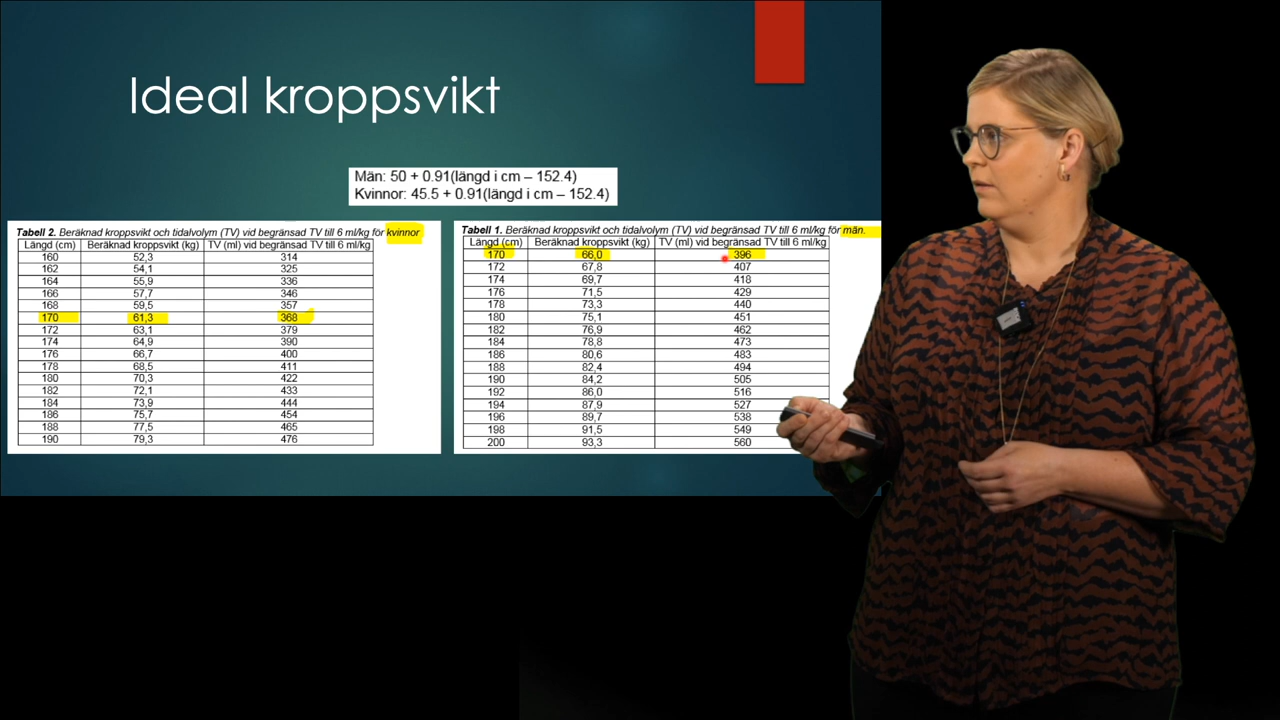 Ideal kroppsvikt
Män: 50 + 0.91(längd i cm – 152.4)
Kvinnor: 45.5 + 0.91(längd i cm – 152.4)
Tabell 2. Beräknad kroppsvikt och tidalvolym (TV) vid begränsad TV till 6 ml/kg för kvinnor
Längd (cm) Beräknad kroppsvikt (kg) TV (ml) vid begränsad TV till 6 ml/kg
160 52,3 314
162 54,1 325
164 55,9 336
166 57,7 346
168 59,5 357
170 61,3 368
172 63,1 379
174 64,9 390
176 66,7 400
178 68,5 411
180 70,3 422
182 72,1 433
184 73,9 444
186 75,7 454
188 77,5 465
190 79,3 476
Tabell 1. Beräknad kroppsvikt och tidalvolym (TV) vid begränsad TV till 6 ml/kg för män.
Längd (cm) Beräknad kroppsvikt (kg) TV (ml) vid begränsad TV till 6 ml/kg
170 66,0 396
172 67,8 407
174 69,7 418
176 71,5 429
178 73,3 440
180 75,1 451
182 76,9 462
184 78,8 473
186 80,6 483
188 82,4 494
190 84,2 505
192 86,0 516
194 87,9 527
196 89,7 538
198 91,5 549
200 93,3 560